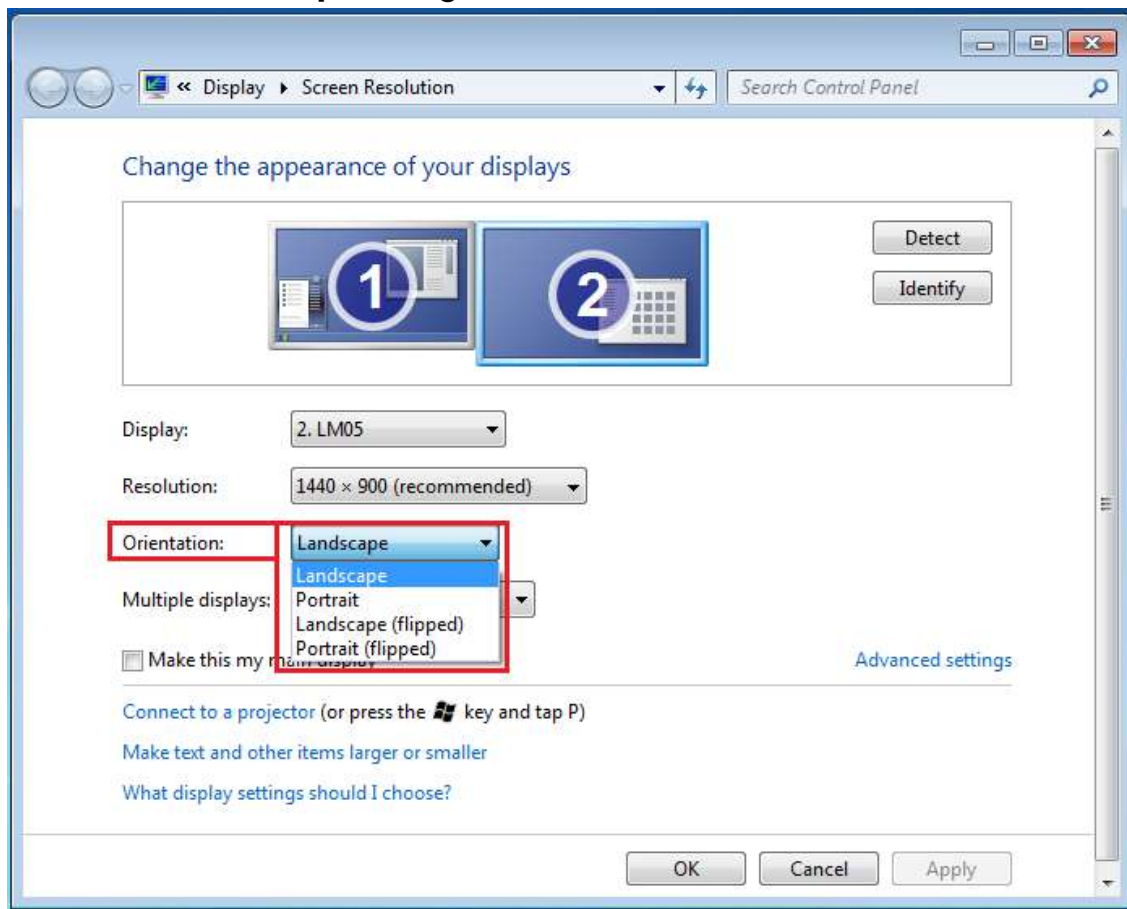 « Display ▸ Screen Resolution Search Control Panel
Change the appearance of your displays
1 2
Detect
Identify
Display: 2. LM05
Resolution: 1440 × 900 (recommended)
Orientation: Landscape
Landscape
Multiple displays: Portrait
Landscape (flipped)
Portrait (flipped)
Make this my main display Advanced settings
Connect to a projector (or press the key and tap P)
Make text and other items larger or smaller
What display settings should I choose?
OK Cancel Apply